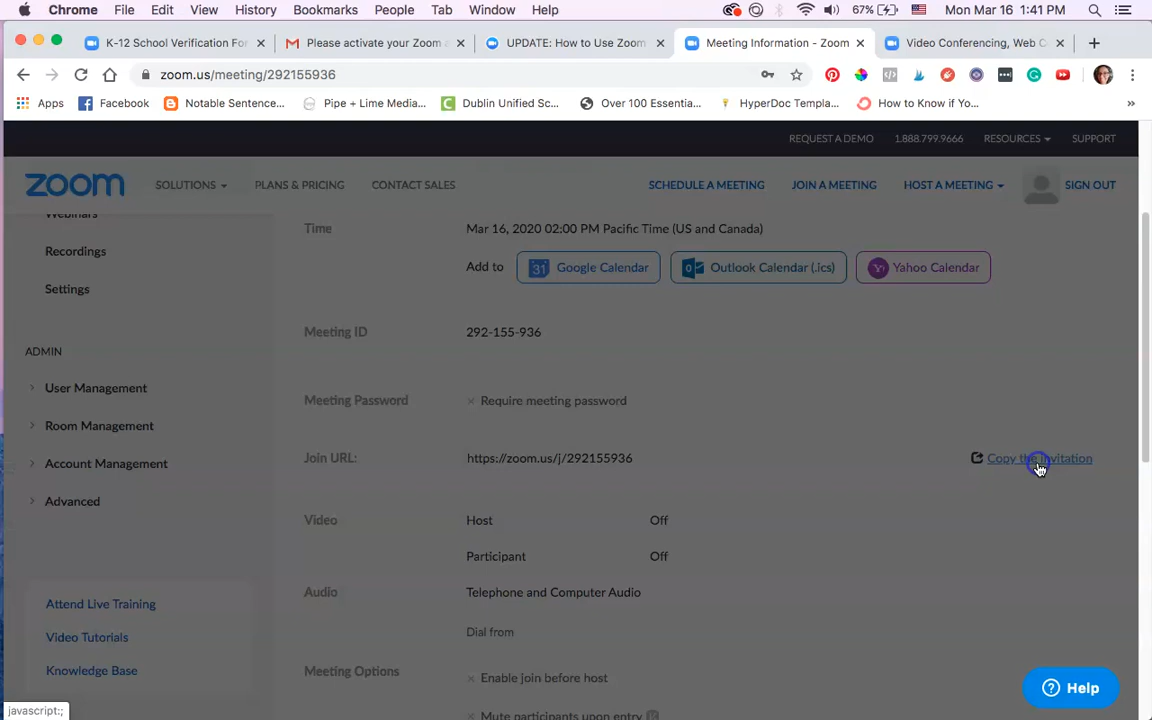 Chrome File Edit View History Bookmarks People Tab Window Help 67% Mon Mar 16 1:41 PM
K-12 School Verification For × Please activate your Zoom a × UPDATE: How to Use Zoom × Meeting Information - Zoom × Video Conferencing, Web C × +
zoom.us/meeting/292155936
Apps Facebook Notable Sentence... Pipe + Lime Media... Dublin Unified Sc... Over 100 Essentia... HyperDoc Templa... How to Know if Yo... »
REQUEST A DEMO 1.888.799.9666 RESOURCES SUPPORT
zoom SOLUTIONS PLANS & PRICING CONTACT SALES SCHEDULE A MEETING JOIN A MEETING HOST A MEETING SIGN OUT
Webinars
Time Mar 16, 2020 02:00 PM Pacific Time (US and Canada)
Recordings
Add to 31 Google Calendar Outlook Calendar (.ics) Yahoo Calendar
Settings
Meeting ID 292-155-936
ADMIN
User Management
Meeting Password × Require meeting password
Room Management
Join URL: https://zoom.us/j/292155936 Copy the invitation
Account Management
Advanced
Video Host Off
Participant Off
Audio Telephone and Computer Audio
Attend Live Training
Dial from
Video Tutorials
Knowledge Base
Meeting Options × Enable join before host
× Mute participants upon entry
Help
javascript:;